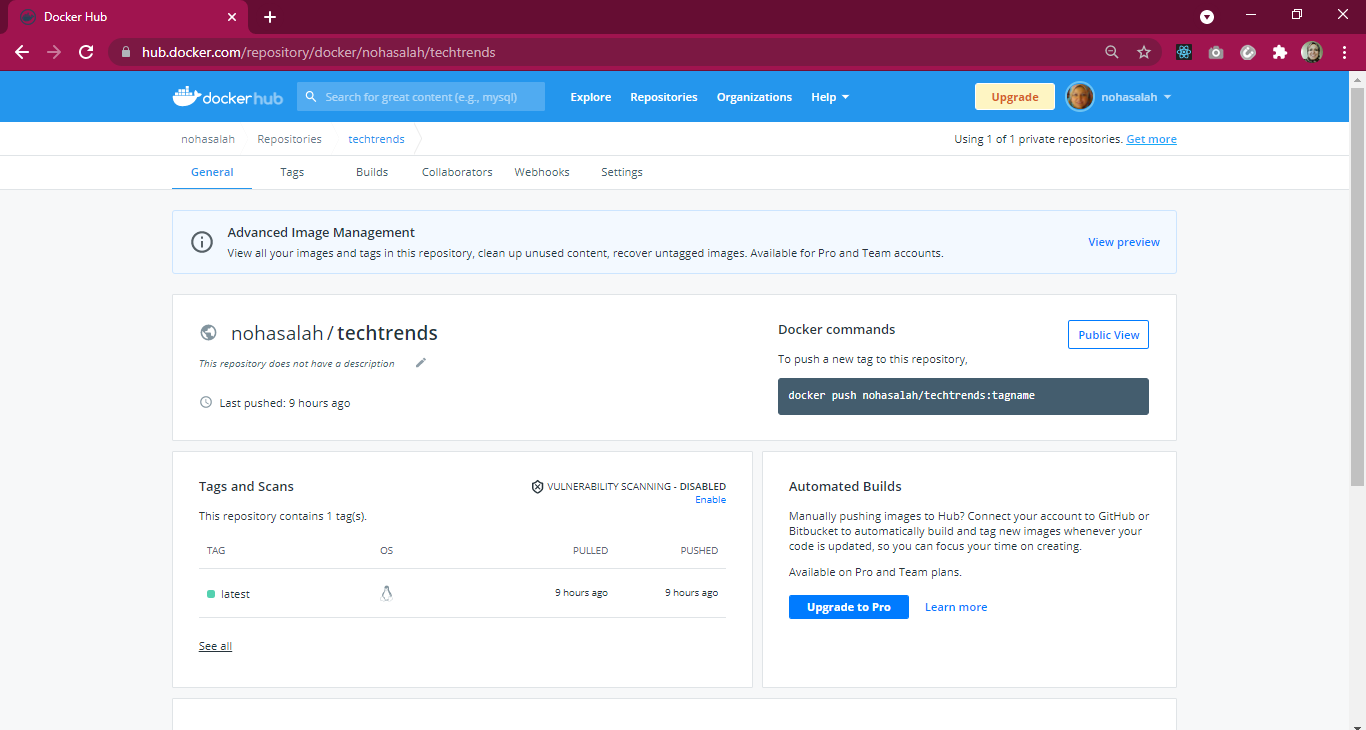 Docker Hub
hub.docker.com/repository/docker/nohasalah/techtrends
dockerhub
Search for great content (e.g., mysql)
Explore
Repositories
Organizations
Help
Upgrade
nohasalah
nohasalah
Repositories
techtrends
Using 1 of 1 private repositories. Get more
General
Tags
Builds
Collaborators
Webhooks
Settings
Advanced Image Management
View all your images and tags in this repository, clean up unused content, recover untagged images. Available for Pro and Team accounts.
View preview
nohasalah / techtrends
This repository does not have a description
Last pushed: 9 hours ago
Docker commands
Public View
To push a new tag to this repository,
docker push nohasalah/techtrends:tagname
Tags and Scans
VULNERABILITY SCANNING - DISABLED
Enable
This repository contains 1 tag(s).
TAG OS PULLED PUSHED
latest 9 hours ago 9 hours ago
See all
Automated Builds
Manually pushing images to Hub? Connect your account to GitHub or
Bitbucket to automatically build and tag new images whenever your
code is updated, so you can focus your time on creating.
Available on Pro and Team plans.
Upgrade to Pro
Learn more